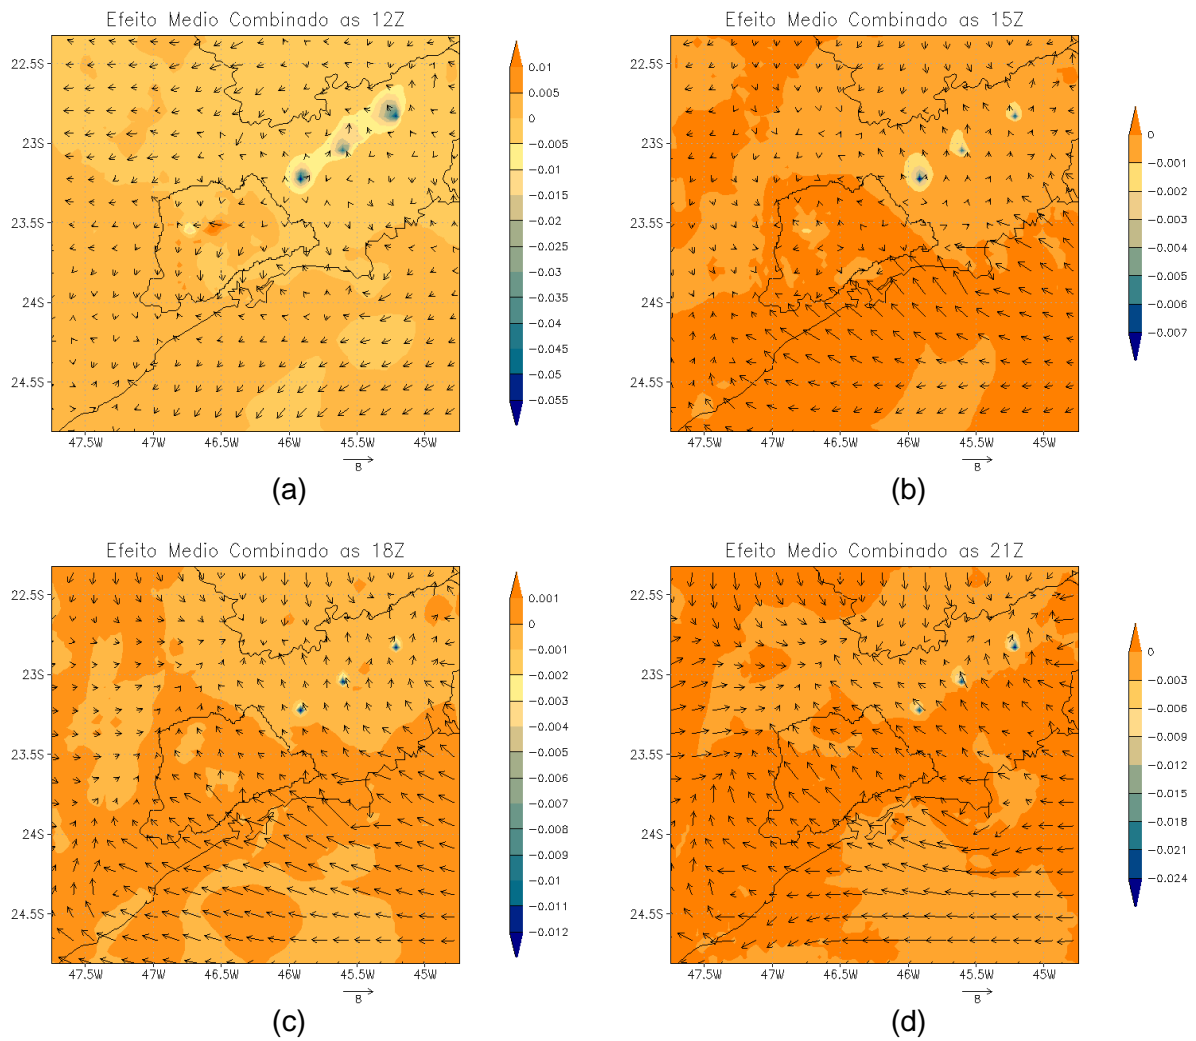 Efeito Medio Combinado as 12Z
22.5S
23S
23.5S
24S
24.5S
47.5W 47W 46.5W 46W 45.5W 45W
8
0.01
0.005
0
-0.005
-0.01
-0.015
-0.02
-0.025
-0.03
-0.035
-0.04
-0.045
-0.05
-0.055
(a)
Efeito Medio Combinado as 15Z
22.5S
23S
23.5S
24S
24.5S
47.5W 47W 46.5W 46W 45.5W 45W
8
0
-0.001
-0.002
-0.003
-0.004
-0.005
-0.006
-0.007
(b)
Efeito Medio Combinado as 18Z
22.5S
23S
23.5S
24S
24.5S
47.5W 47W 46.5W 46W 45.5W 45W
8
0.001
0
-0.001
-0.002
-0.003
-0.004
-0.005
-0.006
-0.007
-0.008
-0.009
-0.01
-0.011
-0.012
(c)
Efeito Medio Combinado as 21Z
22.5S
23S
23.5S
24S
24.5S
47.5W 47W 46.5W 46W 45.5W 45W
8
0
-0.003
-0.006
-0.009
-0.012
-0.015
-0.018
-0.021
-0.024
(d)